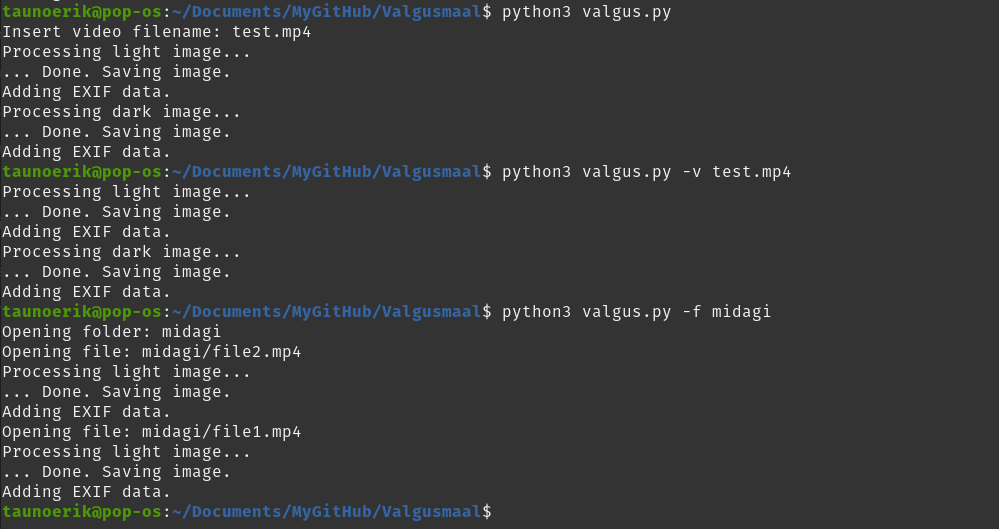 taunoerik@pop-os:~/Documents/MyGitHub/Valgusmaal$ python3 valgus.py
Insert video filename: test.mp4
Processing light image...
... Done. Saving image.
Adding EXIF data.
Processing dark image...
... Done. Saving image.
Adding EXIF data.
taunoerik@pop-os:~/Documents/MyGitHub/Valgusmaal$ python3 valgus.py -v test.mp4
Processing light image...
... Done. Saving image.
Adding EXIF data.
Processing dark image...
... Done. Saving image.
Adding EXIF data.
taunoerik@pop-os:~/Documents/MyGitHub/Valgusmaal$ python3 valgus.py -f midagi
Opening folder: midagi
Opening file: midagi/file2.mp4
Processing light image...
... Done. Saving image.
Adding EXIF data.
Opening file: midagi/file1.mp4
Processing light image...
... Done. Saving image.
Adding EXIF data.
taunoerik@pop-os:~/Documents/MyGitHub/Valgusmaal$